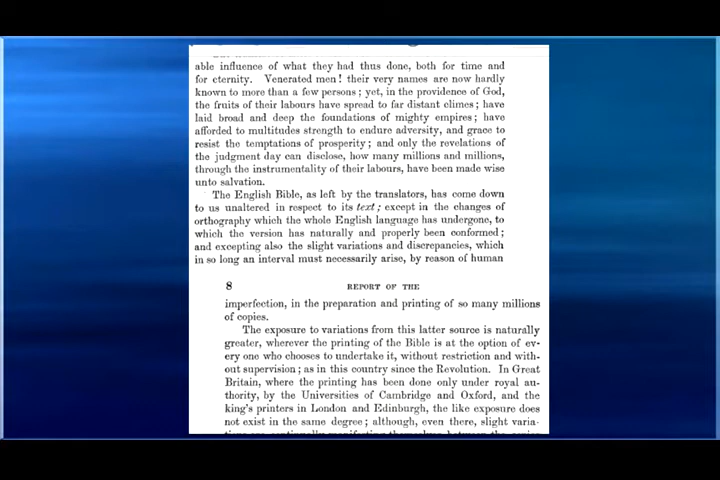 able influence of what they had thus done, both for time and
for eternity. Venerated men! their very names are now hardly
known to more than a few persons; yet, in the providence of God,
the fruits of their labours have spread to far distant climes; have
laid broad and deep the foundations of mighty empires; have
afforded to multitudes strength to endure adversity, and grace to
resist the temptations of prosperity; and only the revelations of
the judgment day can disclose, how many millions and millions,
through the instrumentality of their labours, have been made wise
unto salvation.
The English Bible, as left by the translators, has come down
to us unaltered in respect to its text; except in the changes of
orthography which the whole English language has undergone, to
which the version has naturally and properly been conformed;
and excepting also the slight variations and discrepancies, which
in so long an interval must necessarily arise, by reason of human
8 REPORT OF THE
imperfection, in the preparation and printing of so many millions
of copies.
The exposure to variations from this latter source is naturally
greater, wherever the printing of the Bible is at the option of ev-
ery one who chooses to undertake it, without restriction and with-
out supervision; as in this country since the Revolution. In Great
Britain, where the printing has been done only under royal au-
thority, by the Universities of Cambridge and Oxford, and the
king's printers in London and Edinburgh, the like exposure does
not exist in the same degree; although, even there, slight varia-